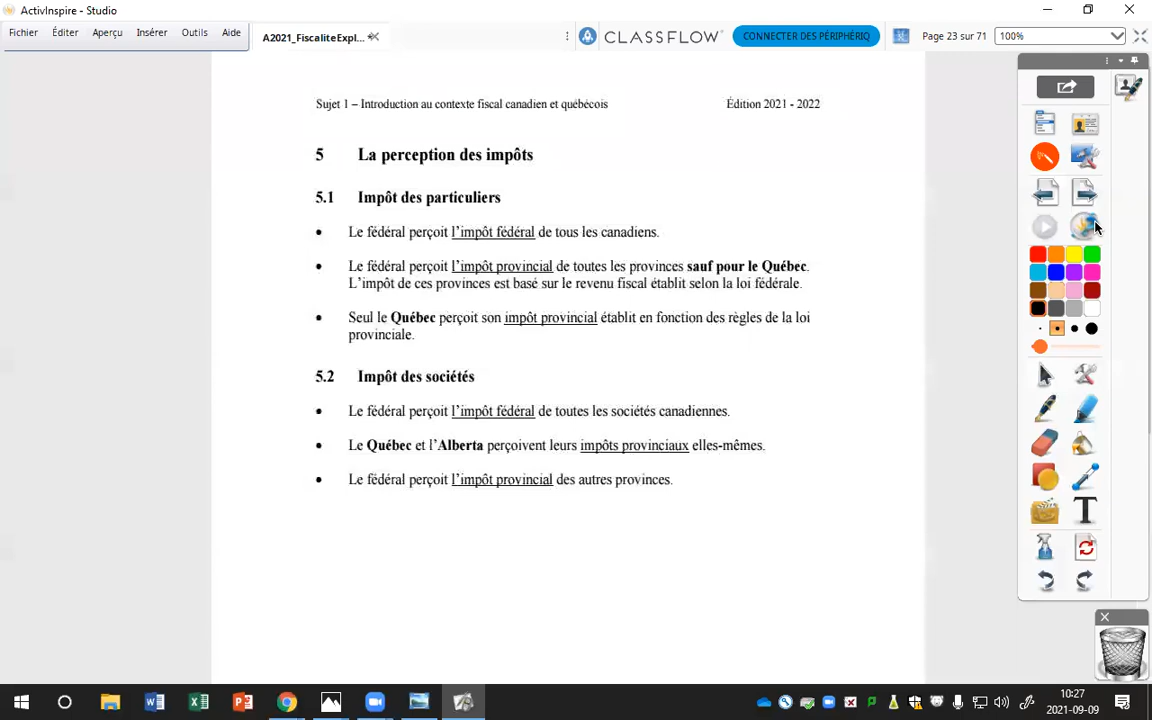 ActivInspire - Studio
Fichier Éditer Aperçu Insérer Outils Aide
A2021_FiscaliteExpl...
CLASSFLOW
CONNECTER DES PÉRIPHÉRIQ
Page 23 sur 71
100%
Sujet 1 – Introduction au contexte fiscal canadien et québécois Édition 2021 - 2022
5 La perception des impôts
5.1 Impôt des particuliers
• Le fédéral perçoit l'impôt fédéral de tous les canadiens.
• Le fédéral perçoit l'impôt provincial de toutes les provinces sauf pour le Québec.
L'impôt de ces provinces est basé sur le revenu fiscal établit selon la loi fédérale.
• Seul le Québec perçoit son impôt provincial établit en fonction des règles de la loi
provinciale.
5.2 Impôt des sociétés
• Le fédéral perçoit l'impôt fédéral de toutes les sociétés canadiennes.
• Le Québec et l'Alberta perçoivent leurs impôts provinciaux elles-mêmes.
• Le fédéral perçoit l'impôt provincial des autres provinces.
10:27
2021-09-09